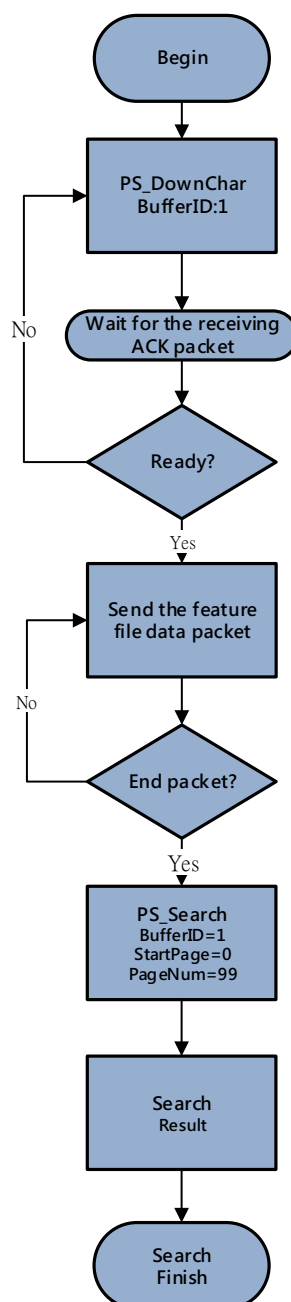 Begin
PS_DownChar
BufferID:1
No
Wait for the receiving
ACK packet
Ready?
Yes
Send the feature
file data packet
No
End packet?
Yes
PS_Search
BufferID=1
StartPage=0
PageNum=99
Search
Result
Search
Finish